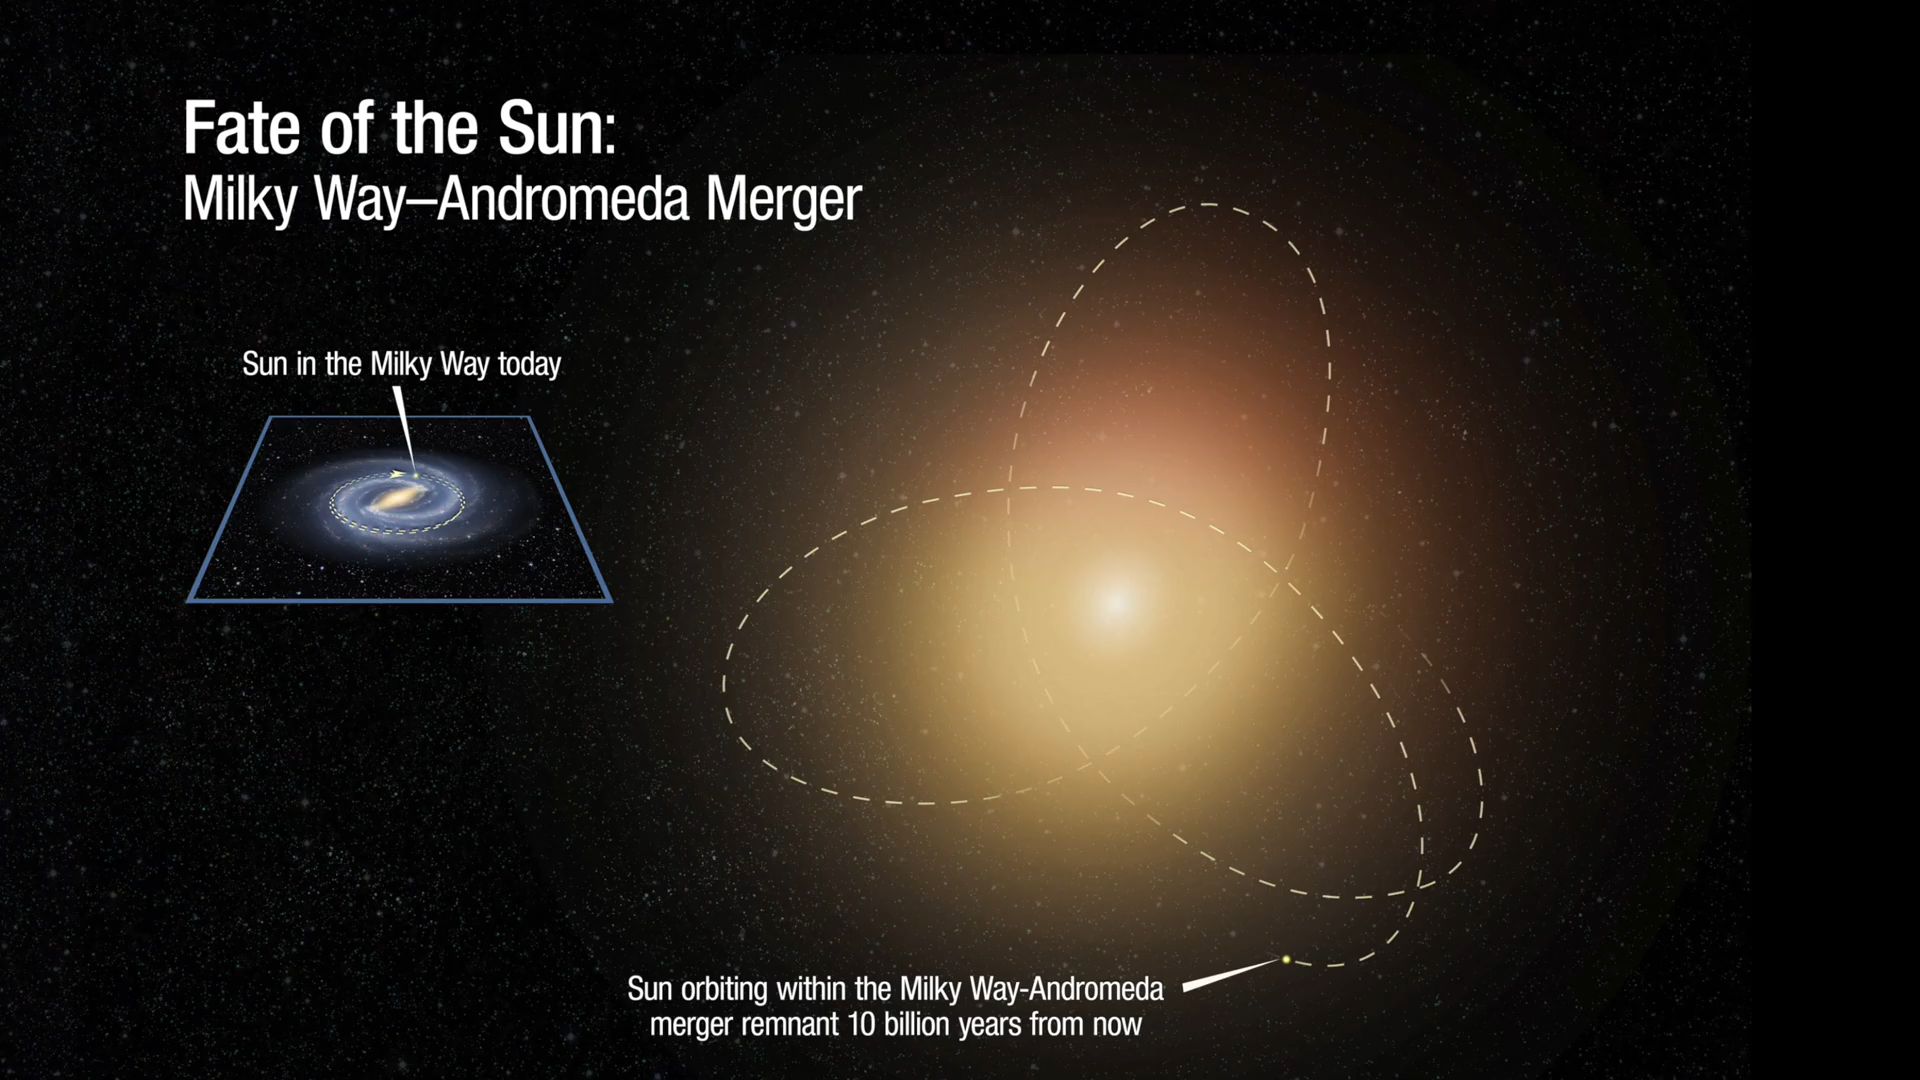 Fate of the Sun:
Milky Way–Andromeda Merger
Sun in the Milky Way today
Sun orbiting within the Milky Way-Andromeda
merger remnant 10 billion years from now